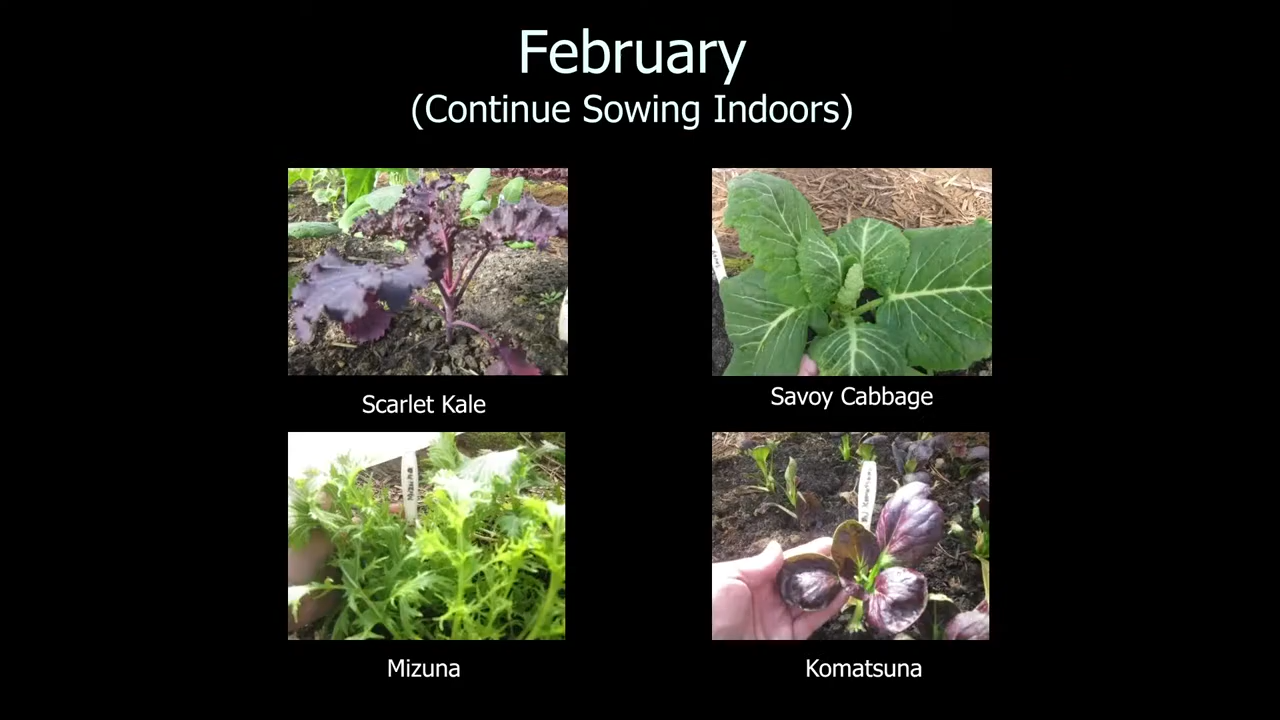 February
(Continue Sowing Indoors)
Scarlet Kale
Savoy Cabbage
Mizuna
Komatsuna